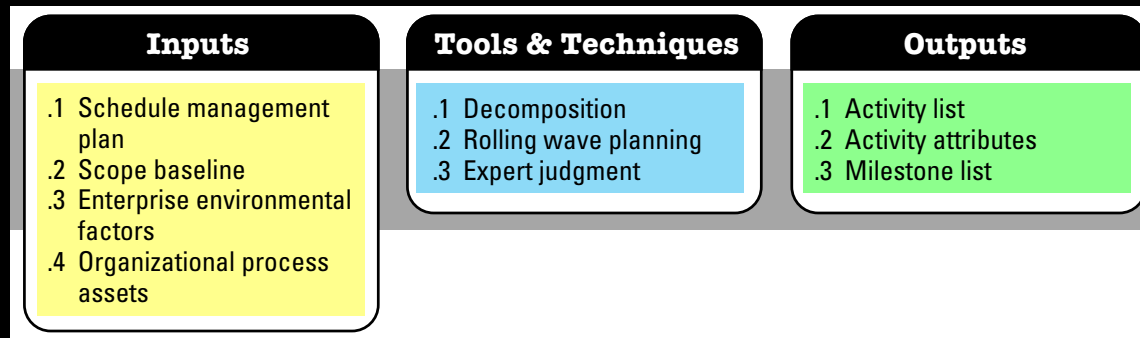 Inputs
.1 Schedule management
plan
.2 Scope baseline
.3 Enterprise environmental
factors
.4 Organizational process
assets
Tools & Techniques
.1 Decomposition
.2 Rolling wave planning
.3 Expert judgment
Outputs
.1 Activity list
.2 Activity attributes
.3 Milestone list